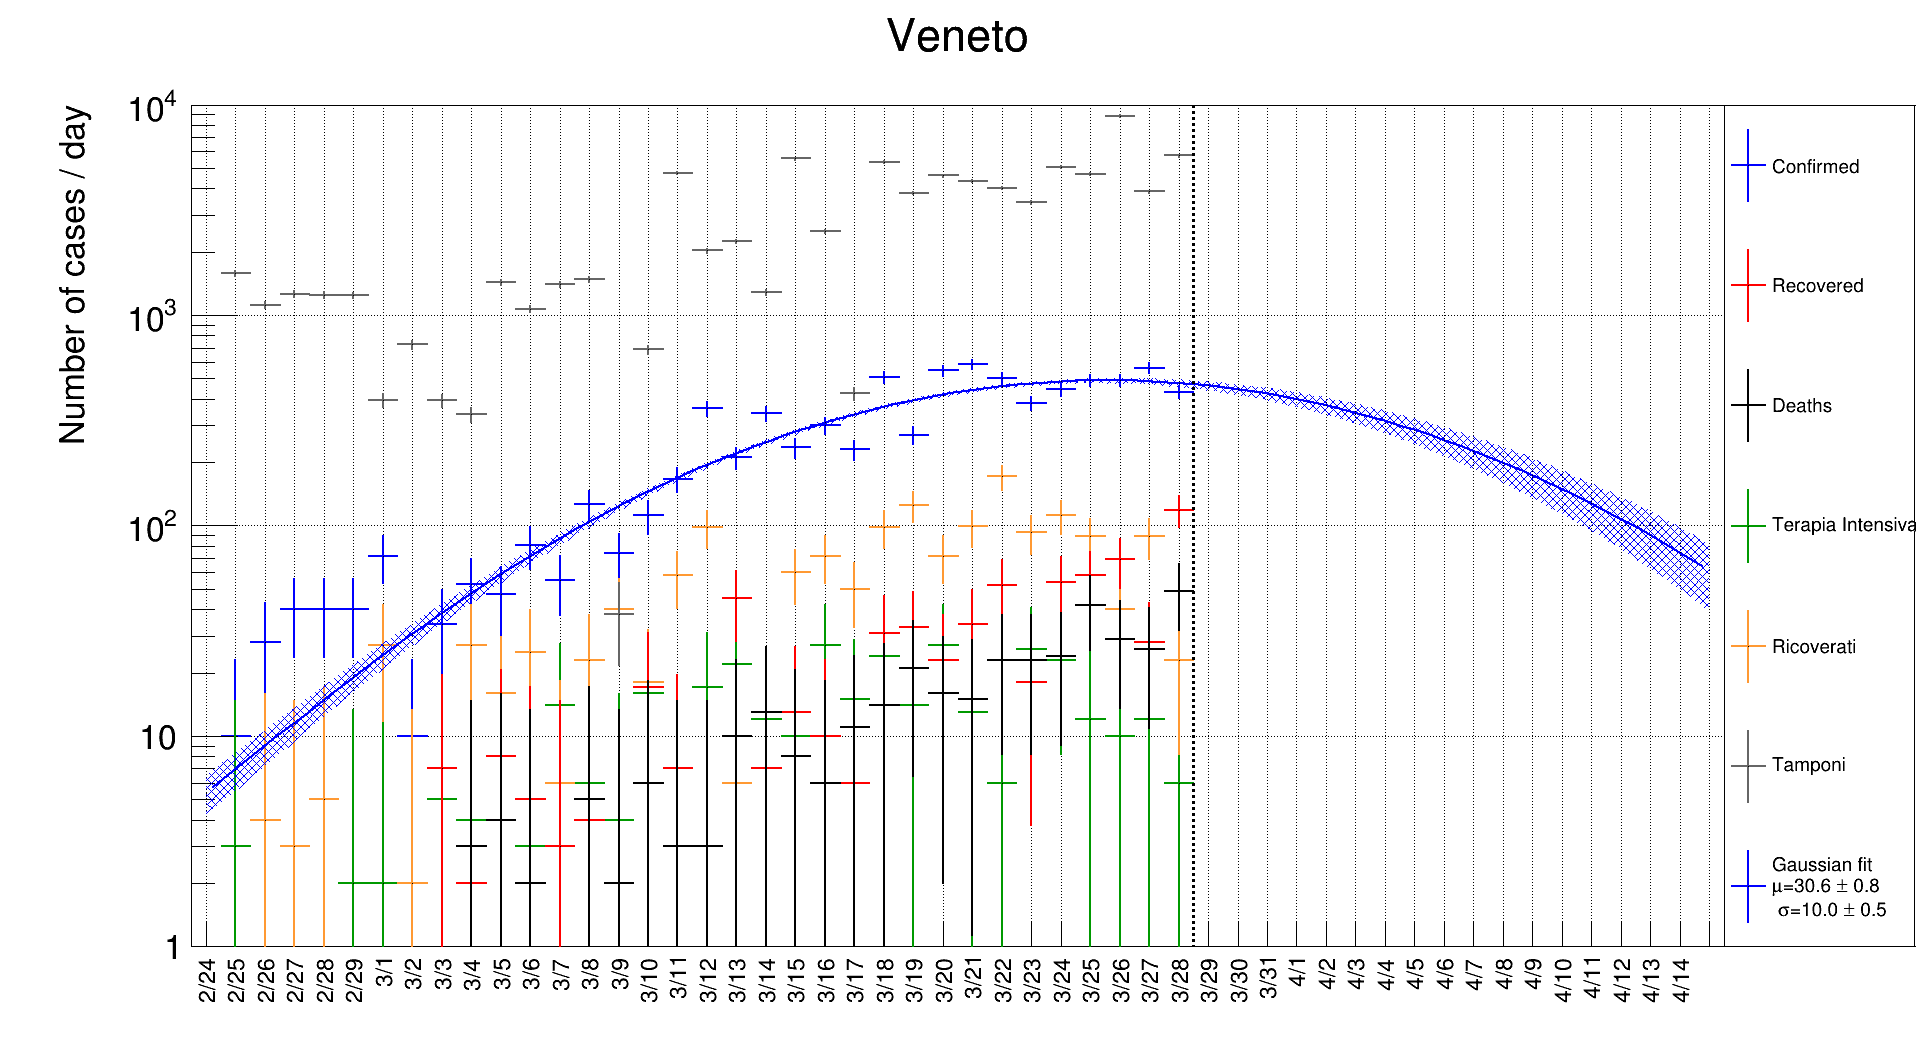 Veneto
Number of cases / day
10⁴
10³
10²
10
1
2/24 2/25 2/26 2/27 2/28 2/29 3/1 3/2 3/3 3/4 3/5 3/6 3/7 3/8 3/9 3/10 3/11 3/12 3/13 3/14 3/15 3/16 3/17 3/18 3/19 3/20 3/21 3/22 3/23 3/24 3/25 3/26 3/27 3/28 3/29 3/30 3/31 4/1 4/2 4/3 4/4 4/5 4/6 4/7 4/8 4/9 4/10 4/11 4/12 4/13 4/14
Confirmed
Recovered
Deaths
Terapia Intensiva
Ricoverati
Tamponi
Gaussian fit
μ=30.6 ± 0.8
σ=10.0 ± 0.5